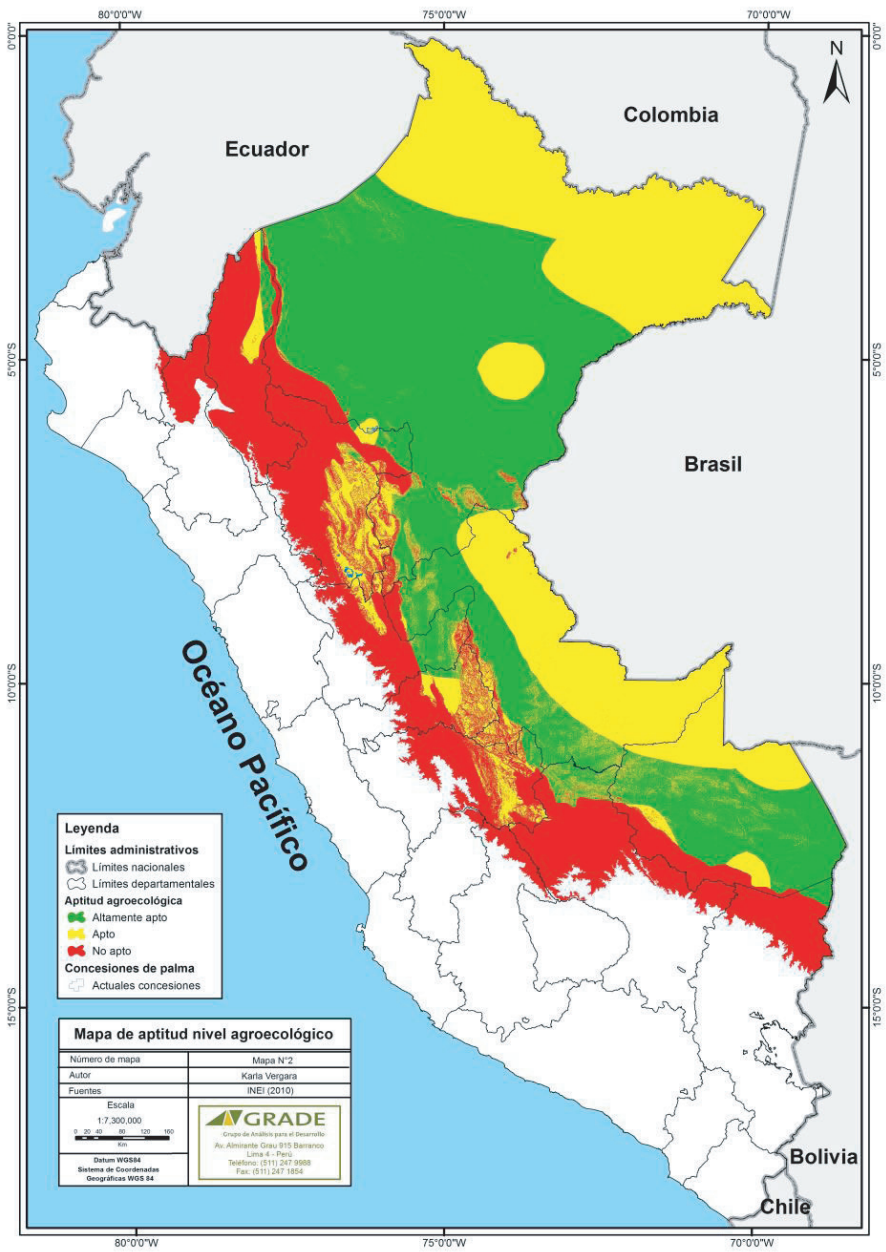 80°0'0"W 75°0'0"W 70°0'0"W
0°0'0" 0°0'0"
N
Colombia
Ecuador
5°0'0"S 5°0'0"S
Brasil
10°0'0"S 10°0'0"S
Océano Pacífico
Leyenda
Límites administrativos
Límites nacionales
Límites departamentales
Aptitud agroecológica
Altamente apto
Apto
No apto
Concesiones de palma
Actuales concesiones
15°0'0"S 15°0'0"S
Mapa de aptitud nivel agroecológico
Número de mapa Mapa N°2
Autor Karla Vergara
Fuentes INEI (2010)
Escala
1:7,300,000
0 20 40 80 120 160
Km
Datum WGS84
Sistema de Coordenadas
Geográficas WGS 84
GRADE
Grupo de Análisis para el Desarrollo
Av. Almirante Grau 915 Barranco
Lima 4 - Perú
Teléfono: (511) 247 9988
Fax: (511) 247 1854
Bolivia
Chile
80°0'0"W 75°0'0"W 70°0'0"W